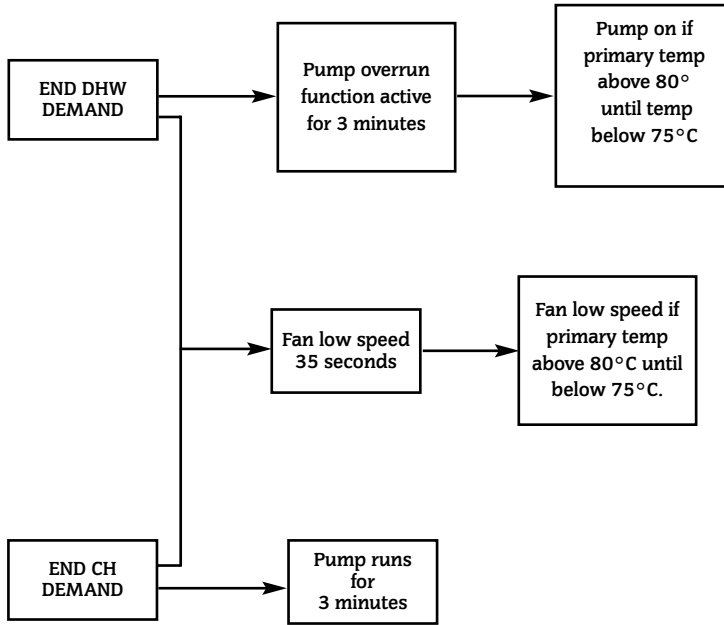 END DHW
DEMAND
Pump overrun
function active
for 3 minutes
Pump on if
primary temp
above 80°
until temp
below 75°C
Fan low speed
35 seconds
Fan low speed if
primary temp
above 80°C until
below 75°C.
END CH
DEMAND
Pump runs
for
3 minutes